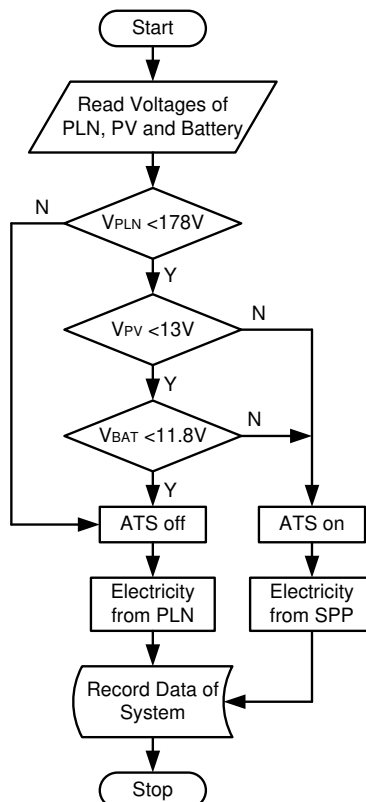 Start
Read Voltages of
PLN, PV and Battery
N
VPLN <178V
Y
VPV <13V
N
Y
VBAT <11.8V
N
Y
ATS off
ATS on
Electricity
from PLN
Electricity
from SPP
Record Data of
System
Stop